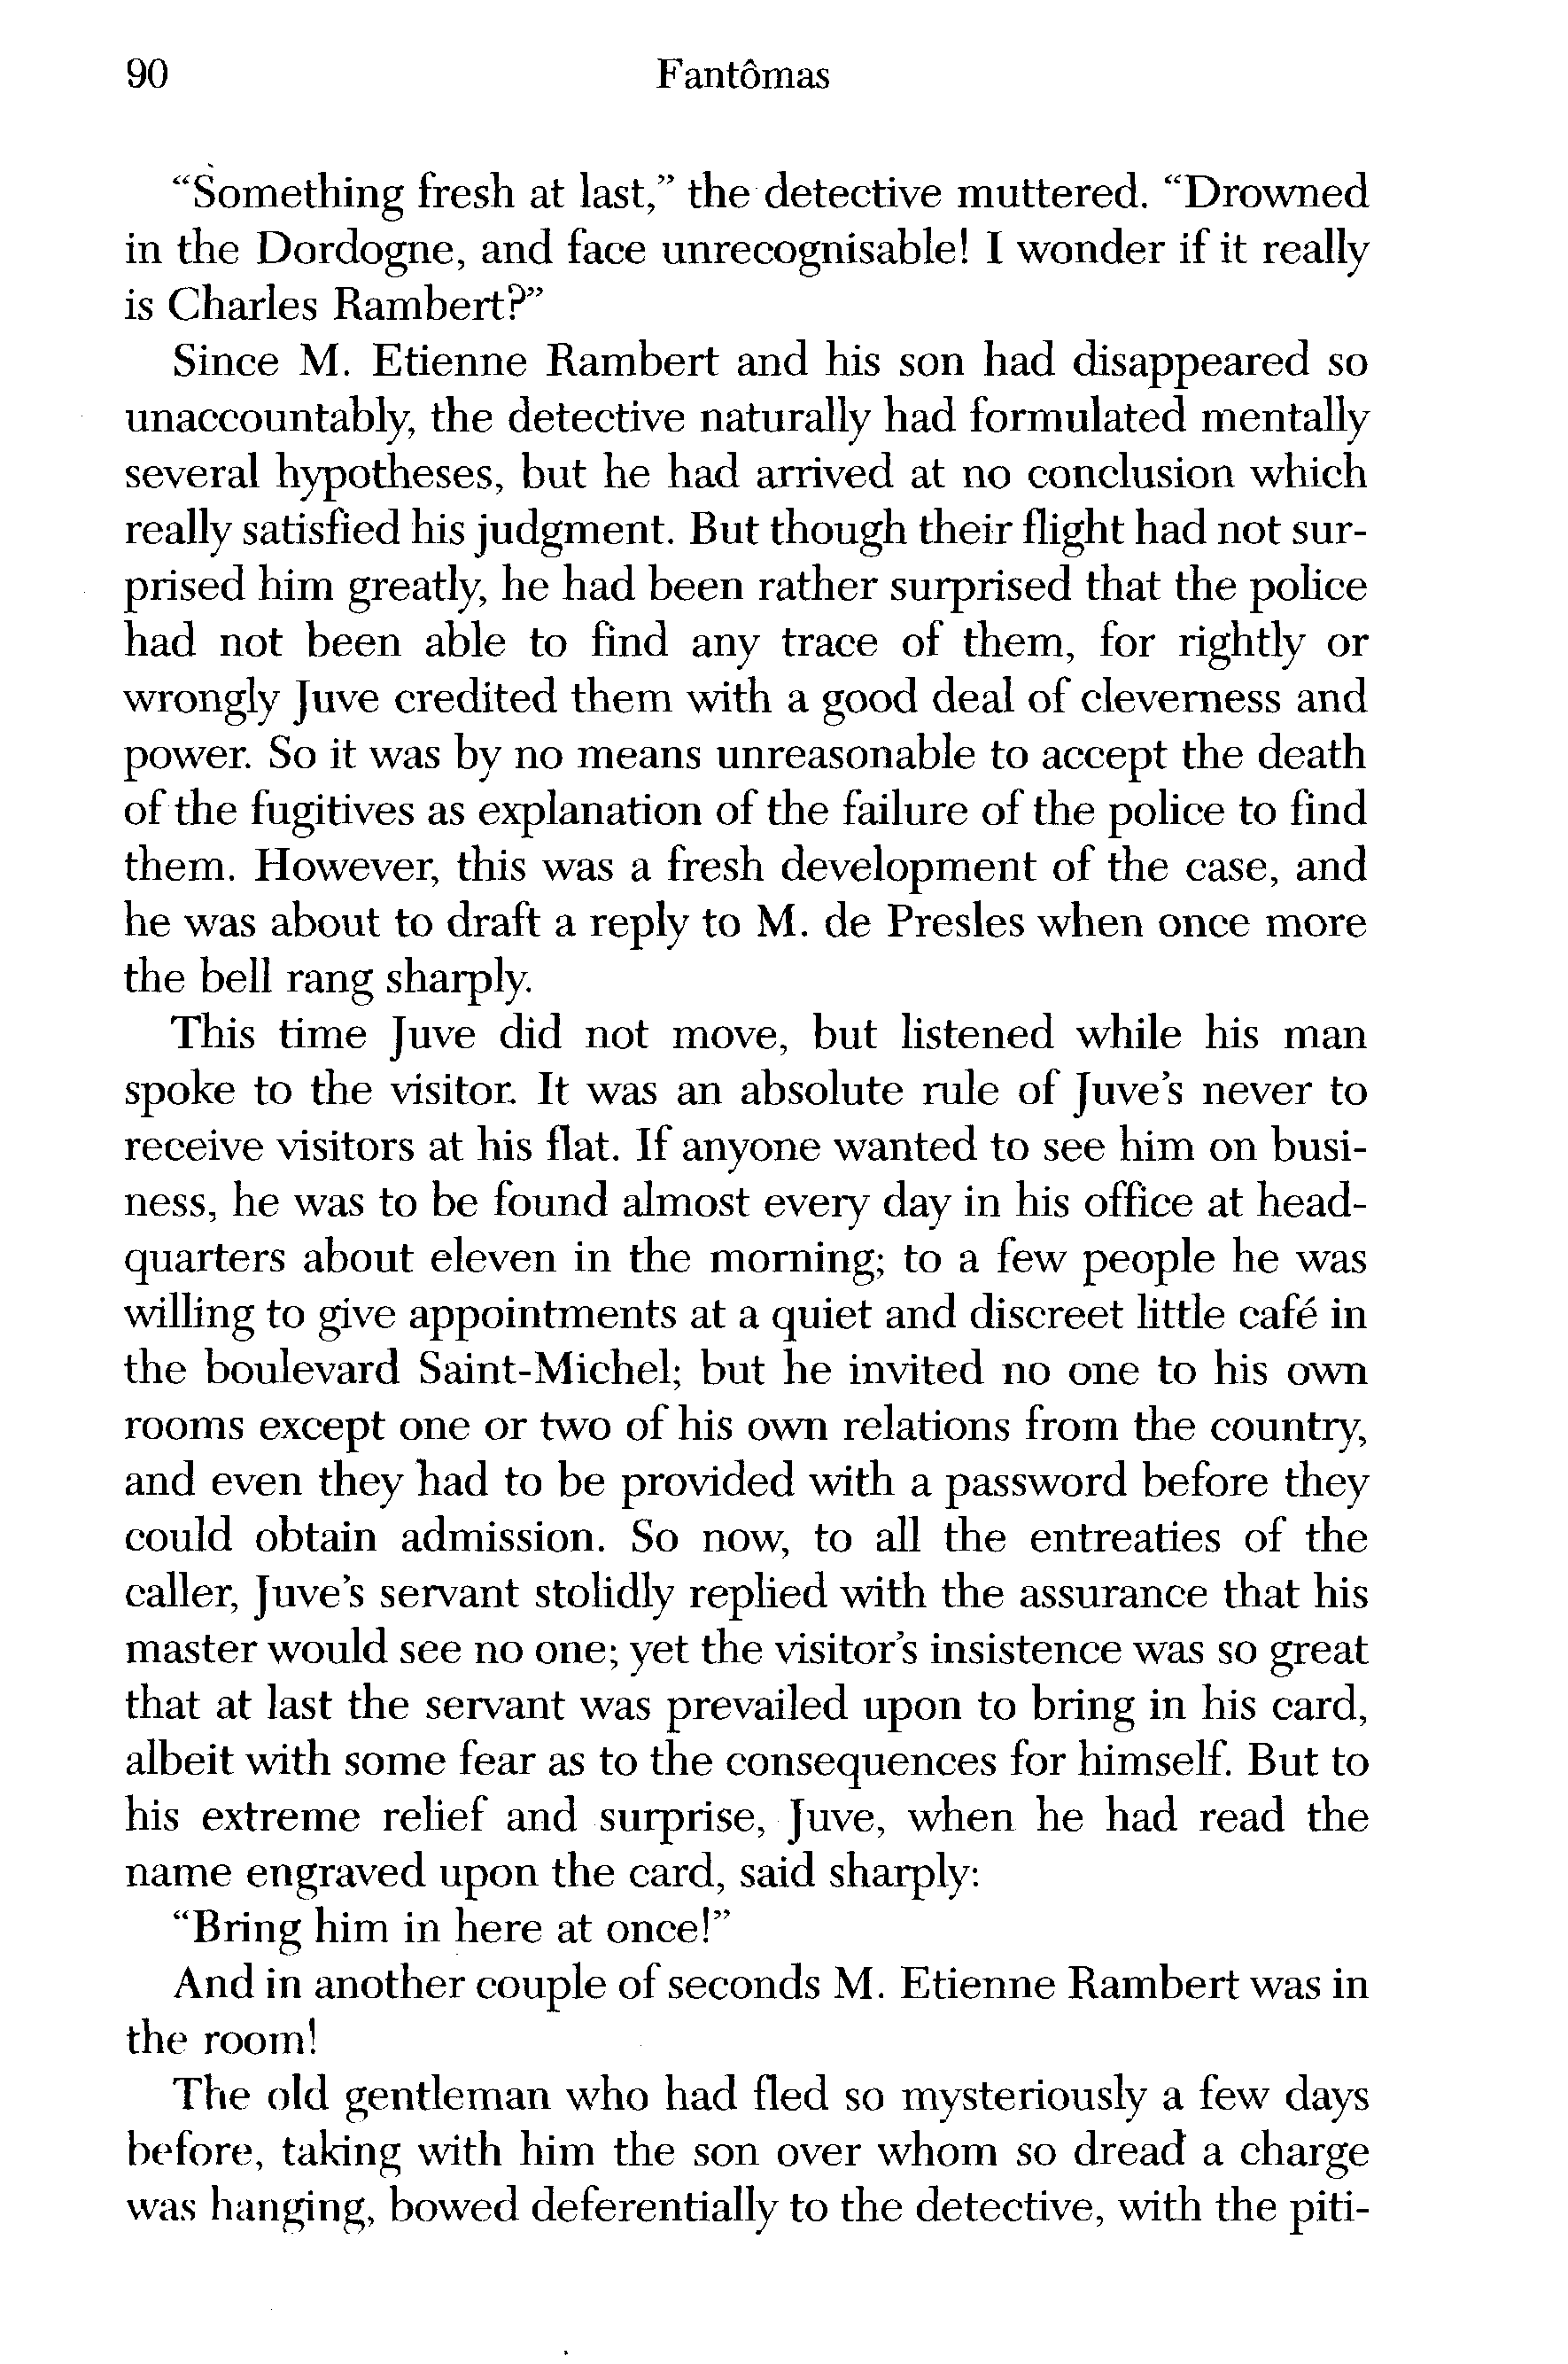 90 Fantômas
“Something fresh at last,” the detective muttered. “Drowned
in the Dordogne, and face unrecognisable! I wonder if it really
is Charles Rambert?”
Since M. Etienne Rambert and his son had disappeared so
unaccountably, the detective naturally had formulated mentally
several hypotheses, but he had arrived at no conclusion which
really satisfied his judgment. But though their flight had not sur-
prised him greatly, he had been rather surprised that the police
had not been able to find any trace of them, for rightly or
wrongly Juve credited them with a good deal of cleverness and
power. So it was by no means unreasonable to accept the death
of the fugitives as explanation of the failure of the police to find
them. However, this was a fresh development of the case, and
he was about to draft a reply to M. de Presles when once more
the bell rang sharply.
This time Juve did not move, but listened while his man
spoke to the visitor. It was an absolute rule of Juve’s never to
receive visitors at his flat. If anyone wanted to see him on busi-
ness, he was to be found almost every day in his office at head-
quarters about eleven in the morning; to a few people he was
willing to give appointments at a quiet and discreet little café in
the boulevard Saint-Michel; but he invited no one to his own
rooms except one or two of his own relations from the country,
and even they had to be provided with a password before they
could obtain admission. So now, to all the entreaties of the
caller, Juve’s servant stolidly replied with the assurance that his
master would see no one; yet the visitor’s insistence was so great
that at last the servant was prevailed upon to bring in his card,
albeit with some fear as to the consequences for himself. But to
his extreme relief and surprise, Juve, when he had read the
name engraved upon the card, said sharply:
“Bring him in here at once!”
And in another couple of seconds M. Etienne Rambert was in
the room!
The old gentleman who had fled so mysteriously a few days
before, taking with him the son over whom so dread a charge
was hanging, bowed deferentially to the detective, with the piti-